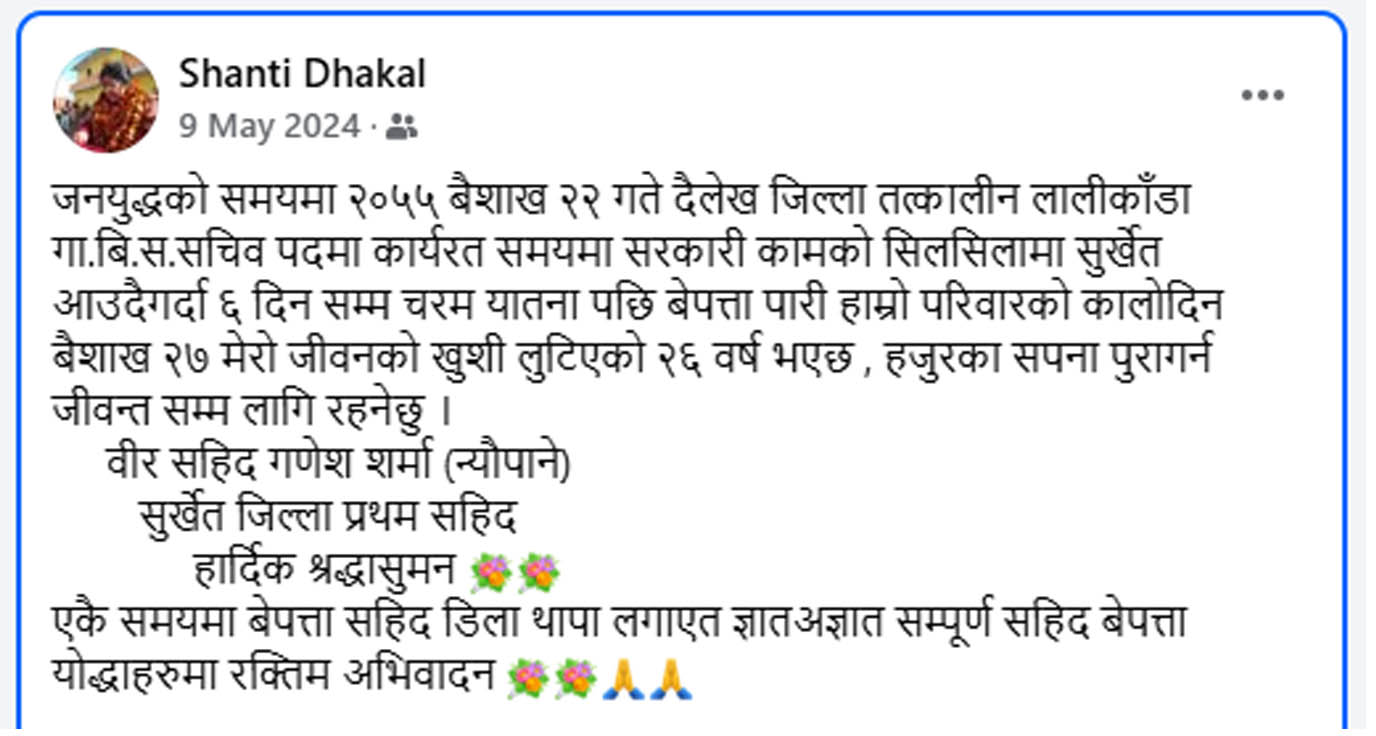 Shanti Dhakal
9 May 2024 ·
जनयुद्धको समयमा २०५५ बैशाख २२ गते दैलेख जिल्ला तत्कालीन लालीकाँडा
गा.बि.स.सचिव पदमा कार्यरत समयमा सरकारी कामको सिलसिलामा सुर्खेत
आउदैगर्दा ६ दिन सम्म चरम यातना पछि बेपत्ता पारी हाम्रो परिवारको कालोदिन
बैशाख २७ मेरो जीवनको खुशी लुटिएको २६ वर्ष भएछ , हजुरका सपना पुरागर्न
जीवन्त सम्म लागि रहनेछु ।
वीर सहिद गणेश शर्मा (न्यौपाने)
सुर्खेत जिल्ला प्रथम सहिद
हार्दिक श्रद्धासुमन 💐💐
एकै समयमा बेपत्ता सहिद डिला थापा लगाएत ज्ञातअज्ञात सम्पूर्ण सहिद बेपत्ता
योद्धाहरुमा रक्तिम अभिवादन 💐💐🙏🙏